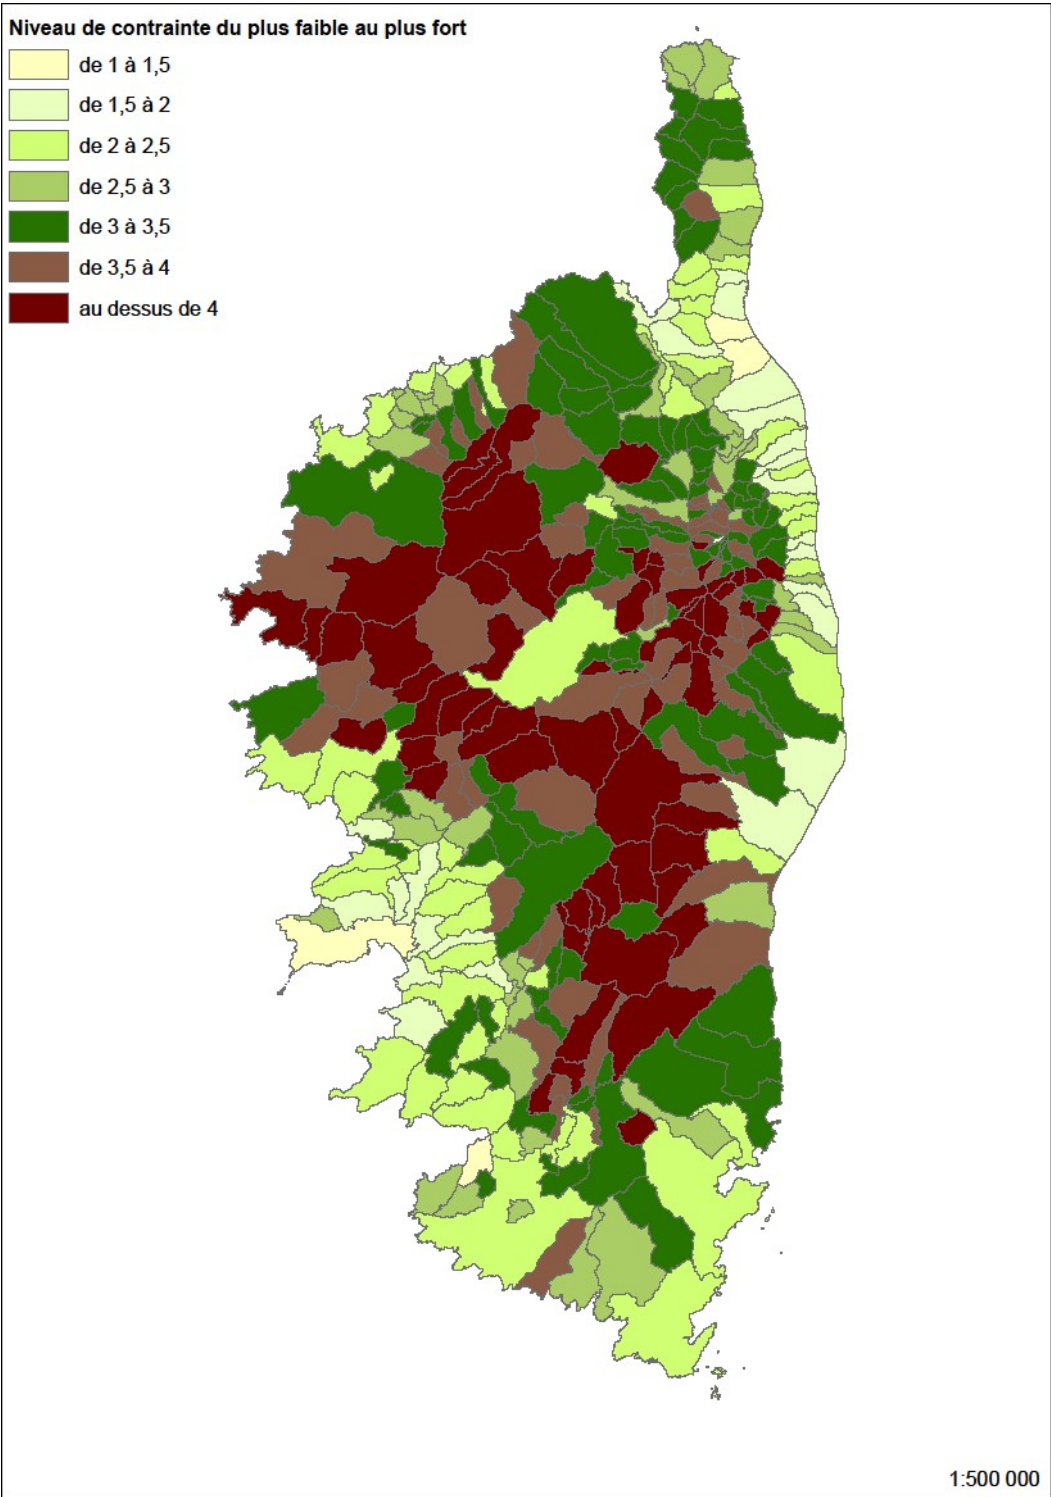 Niveau de contrainte du plus faible au plus fort
de 1 à 1,5
de 1,5 à 2
de 2 à 2,5
de 2,5 à 3
de 3 à 3,5
de 3,5 à 4
au dessus de 4
1:500 000